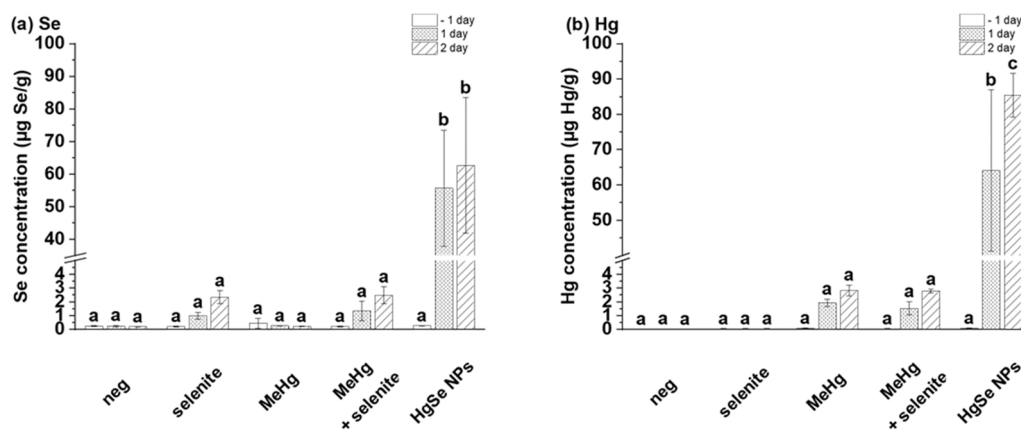 (a) Se
- 1 day
1 day
2 day
100
90
80
70
60
50
40
4
3
2
1
0
Se concentration (µg Se/g)
a a a
a a a
a a a
a a a
a b b
neg
selenite
MeHg
MeHg
+ selenite
HgSe NPs
(b) Hg
- 1 day
1 day
2 day
100
90
80
70
60
50
4
3
2
1
0
Hg concentration (µg Hg/g)
a a a
a a a
a a a
a a a
a b c
neg
selenite
MeHg
MeHg
+ selenite
HgSe NPs